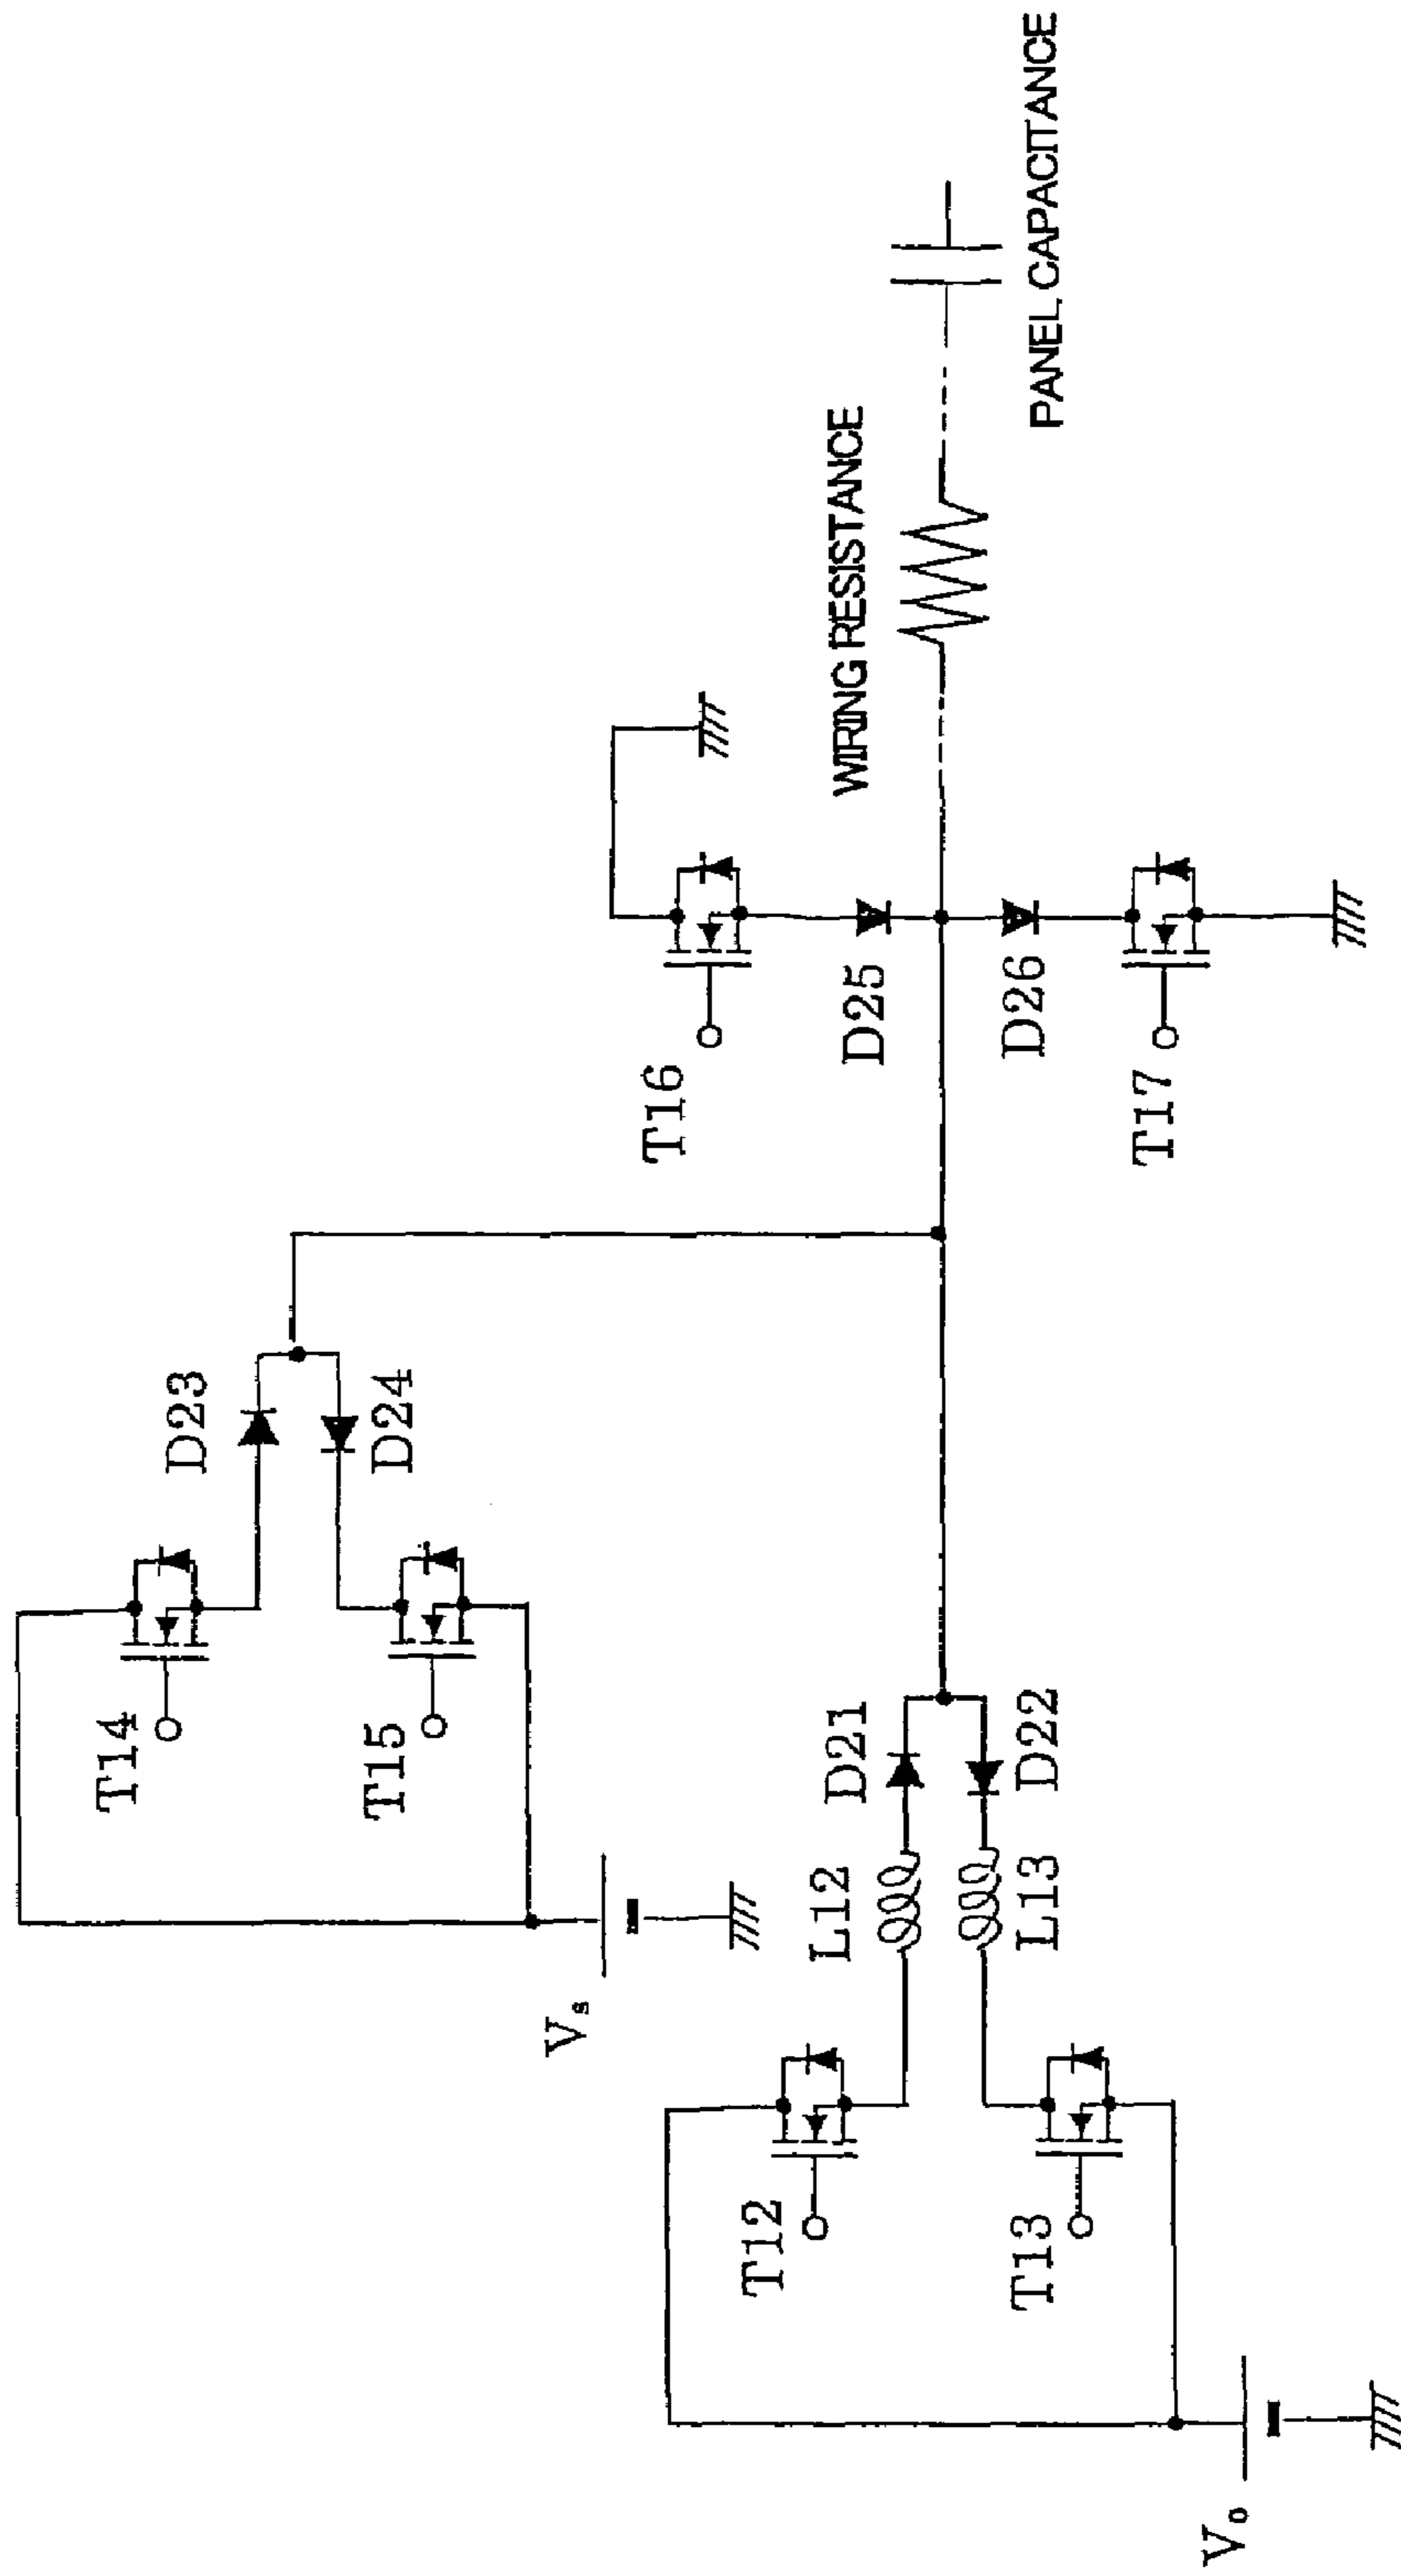 T14
D23
T15
D24
Vs
T12
L12
D21
T13
L13
D22
Vo
T16
D25
D26
T17
WIRING RESISTANCE
PANEL CAPACITANCE